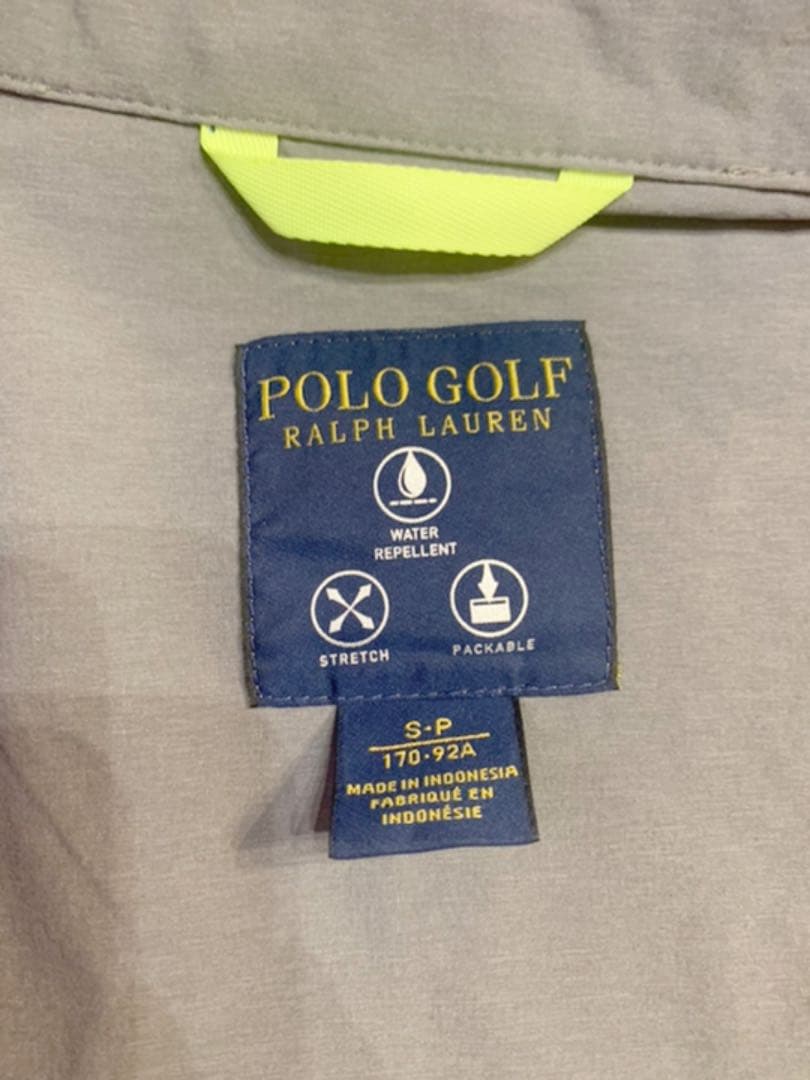 POLO GOLF
RALPH LAUREN
WATER
REPELLENT
STRETCH
PACKABLE
S•P
170•92A
MADE IN INDONESIA
FABRIQUÉ EN
INDONÉSIE